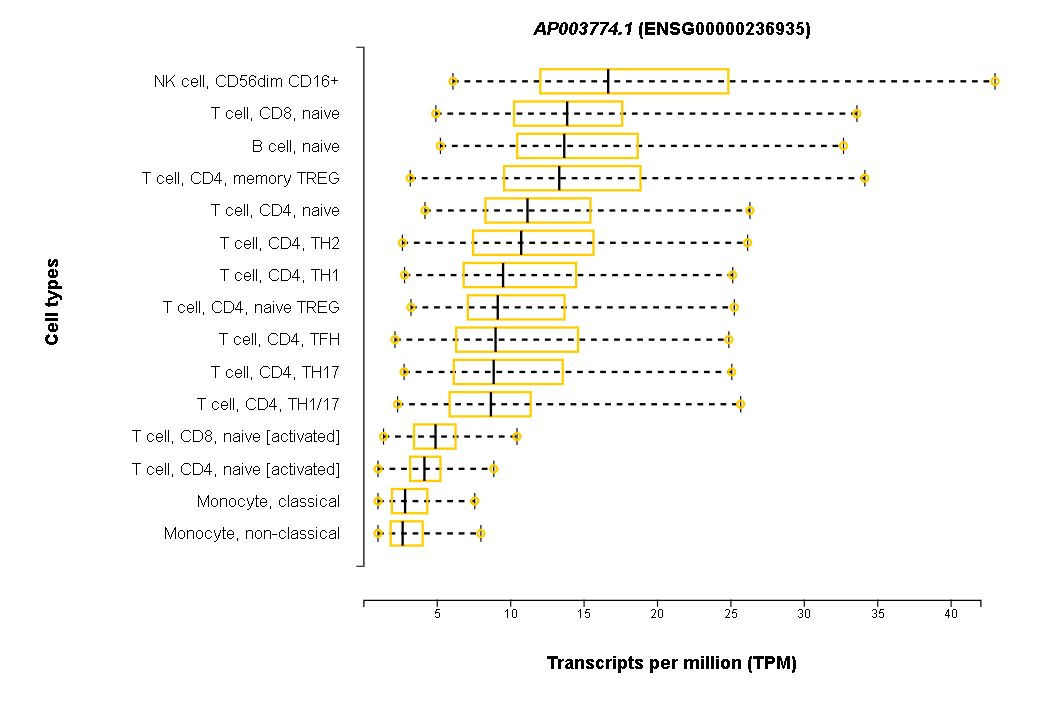 AP003774.1 (ENSG00000236935)
NK cell, CD56dim CD16+
T cell, CD8, naive
B cell, naive
T cell, CD4, memory TREG
T cell, CD4, naive
T cell, CD4, TH2
T cell, CD4, TH1
T cell, CD4, naive TREG
T cell, CD4, TFH
T cell, CD4, TH17
T cell, CD4, TH1/17
T cell, CD8, naive [activated]
T cell, CD4, naive [activated]
Monocyte, classical
Monocyte, non-classical
Cell types
5 10 15 20 25 30 35 40
Transcripts per million (TPM)